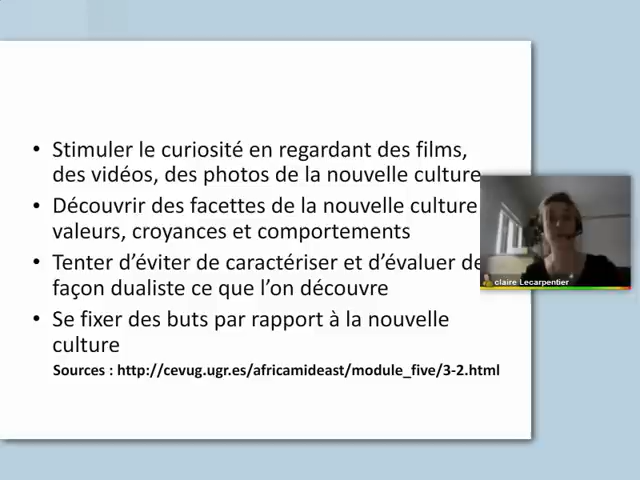 • Stimuler le curiosité en regardant des films,
des vidéos, des photos de la nouvelle culture
• Découvrir des facettes de la nouvelle culture
valeurs, croyances et comportements
• Tenter d'éviter de caractériser et d'évaluer de
façon dualiste ce que l'on découvre
• Se fixer des buts par rapport à la nouvelle
culture
Sources : http://cevug.ugr.es/africamideast/module_five/3-2.html
claire Lecarpentier